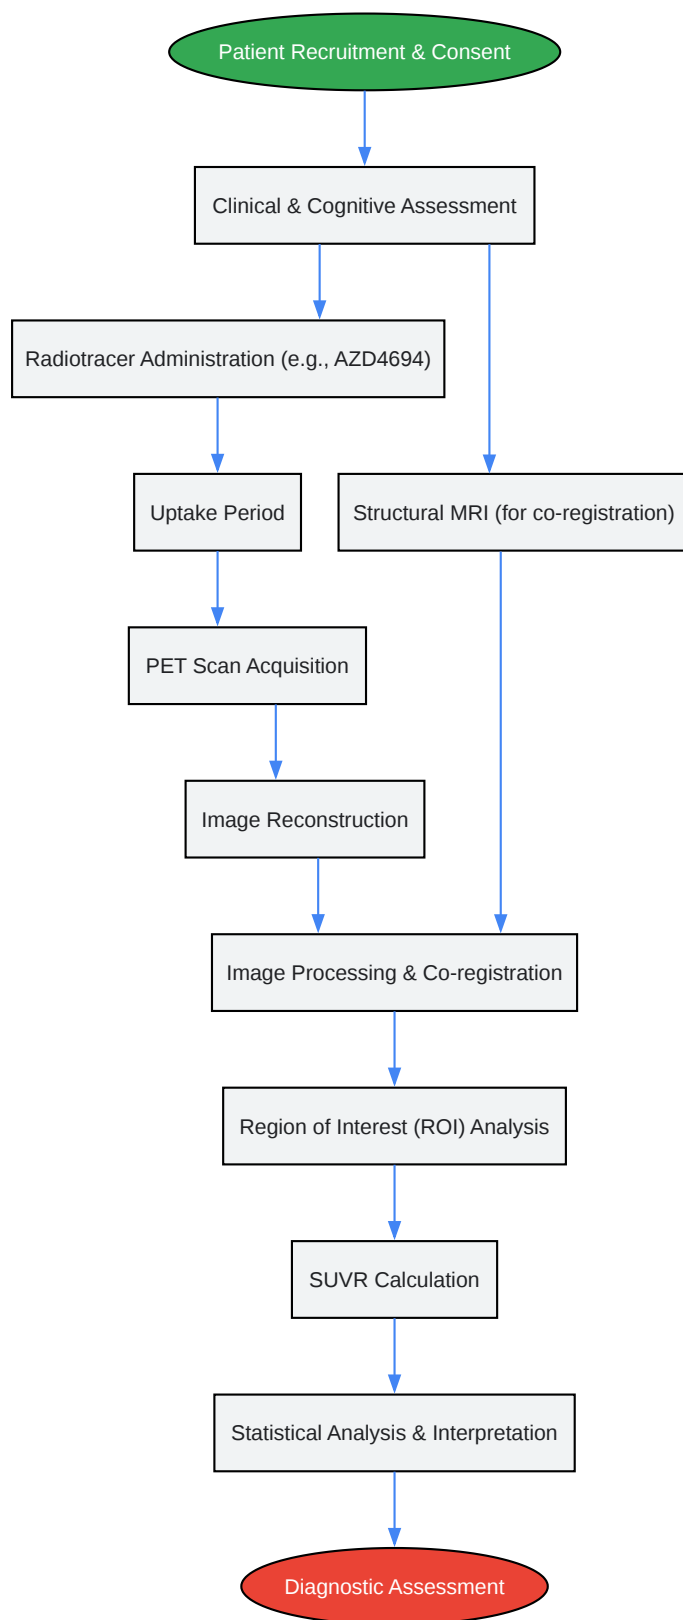 Patient Recruitment & Consent
Clinical & Cognitive Assessment
Radiotracer Administration (e.g., AZD4694)
Uptake Period
Structural MRI (for co-registration)
PET Scan Acquisition
Image Reconstruction
Image Processing & Co-registration
Region of Interest (ROI) Analysis
SUVR Calculation
Statistical Analysis & Interpretation
Diagnostic Assessment